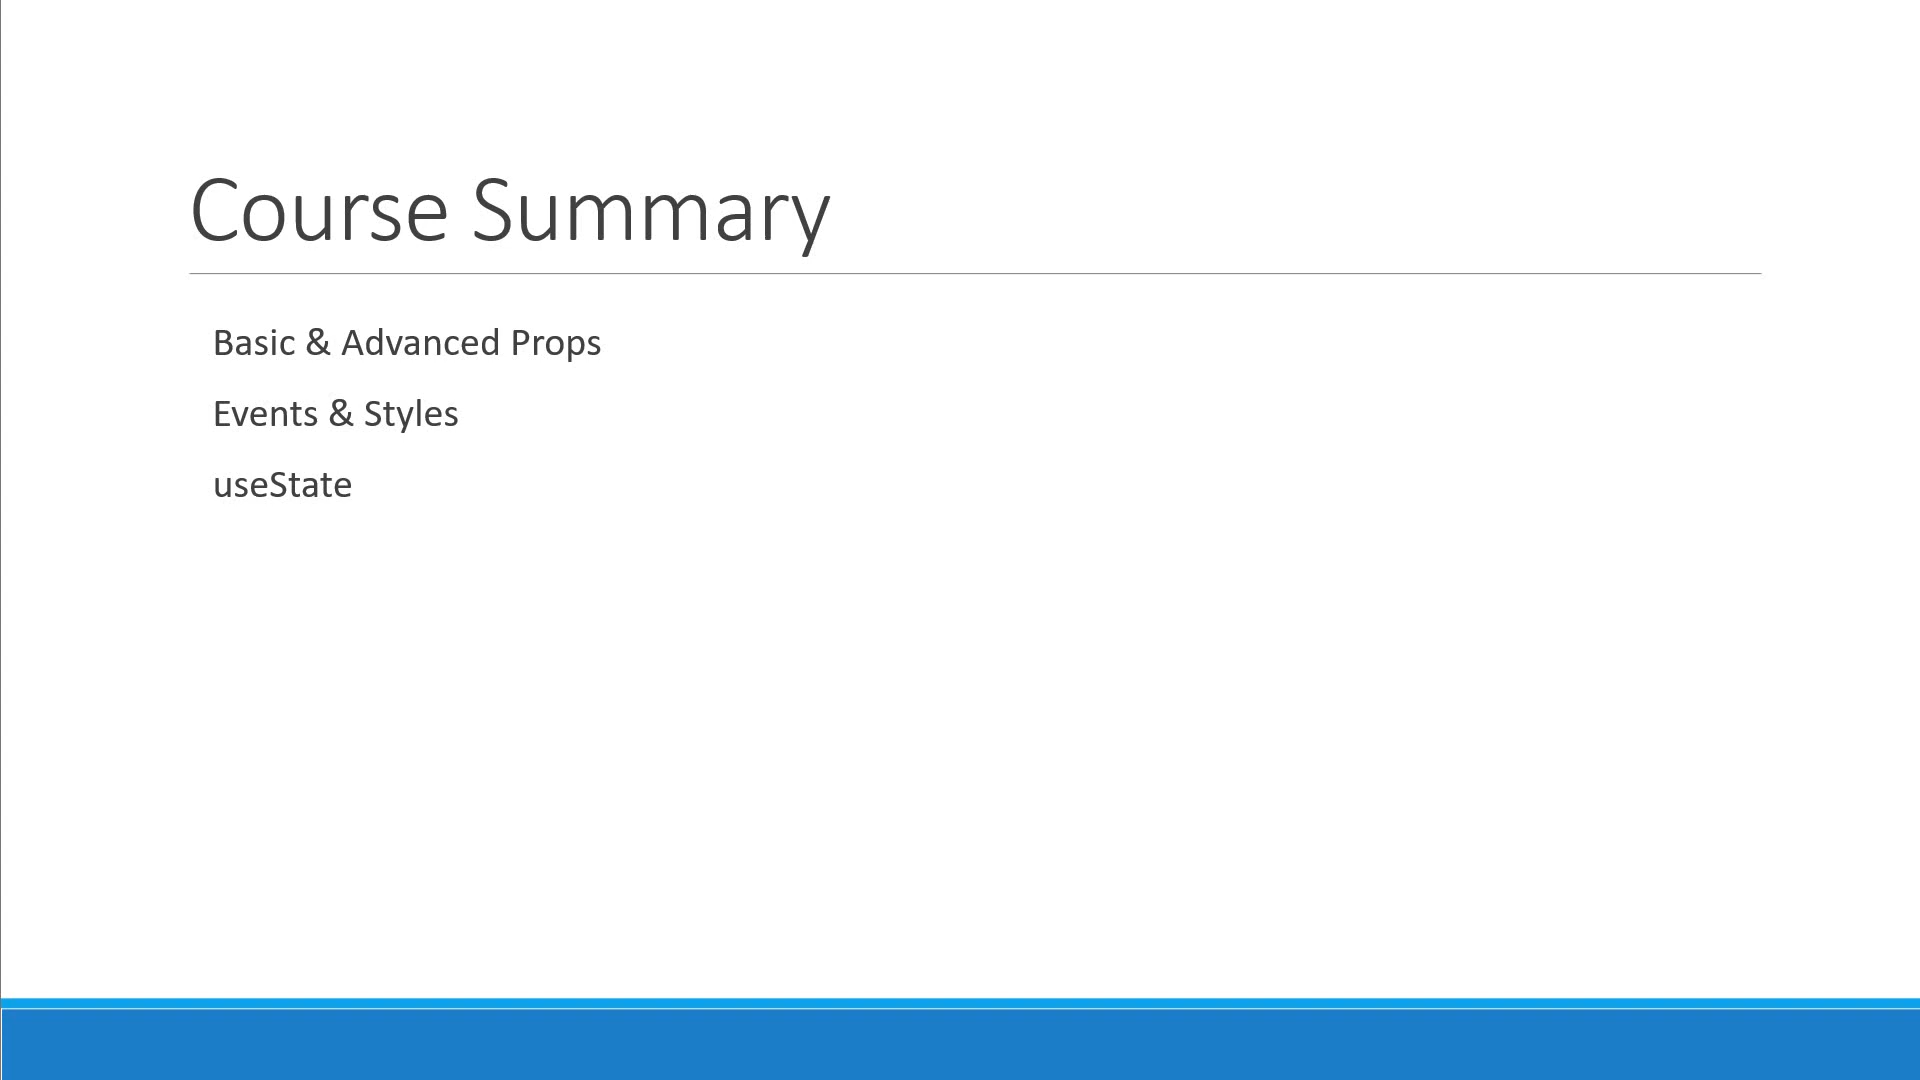 Course Summary
Basic & Advanced Props
Events & Styles
useState